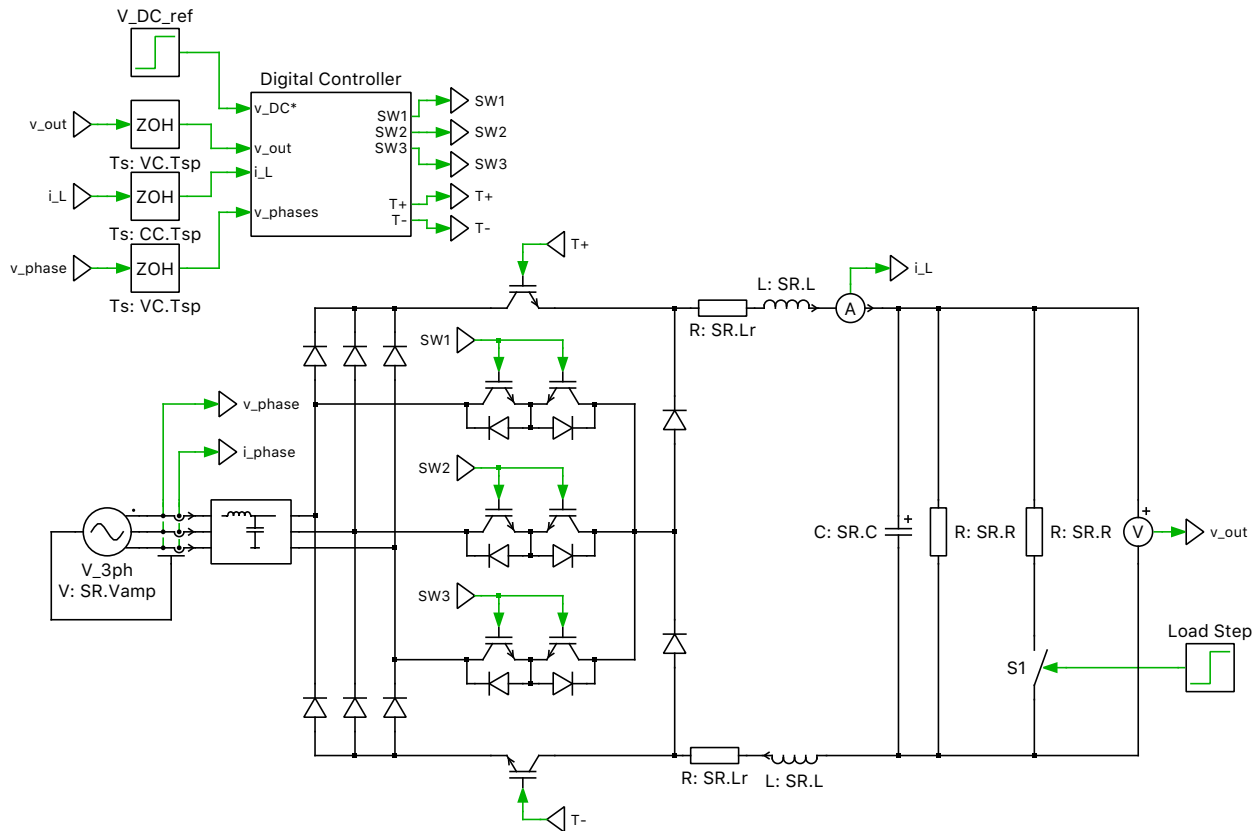 V_DC_ref
Digital Controller
v_DC*
SW1
SW1
v_out
ZOH
SW2
SW2
v_out
SW3
SW3
Ts: VC.Tsp
i_L
i_L
ZOH
v_phases
T+
T+
T-
T-
Ts: CC.Tsp
v_phase
ZOH
Ts: VC.Tsp
T+
i_L
L: SR.L
A
R: SR.Lr
SW1
v_phase
i_phase
SW2
V_3ph
V: SR.Vamp
C: SR.C
+
R: SR.R
R: SR.R
+
V
v_out
SW3
Load Step
S1
R: SR.Lr
L: SR.L
T-